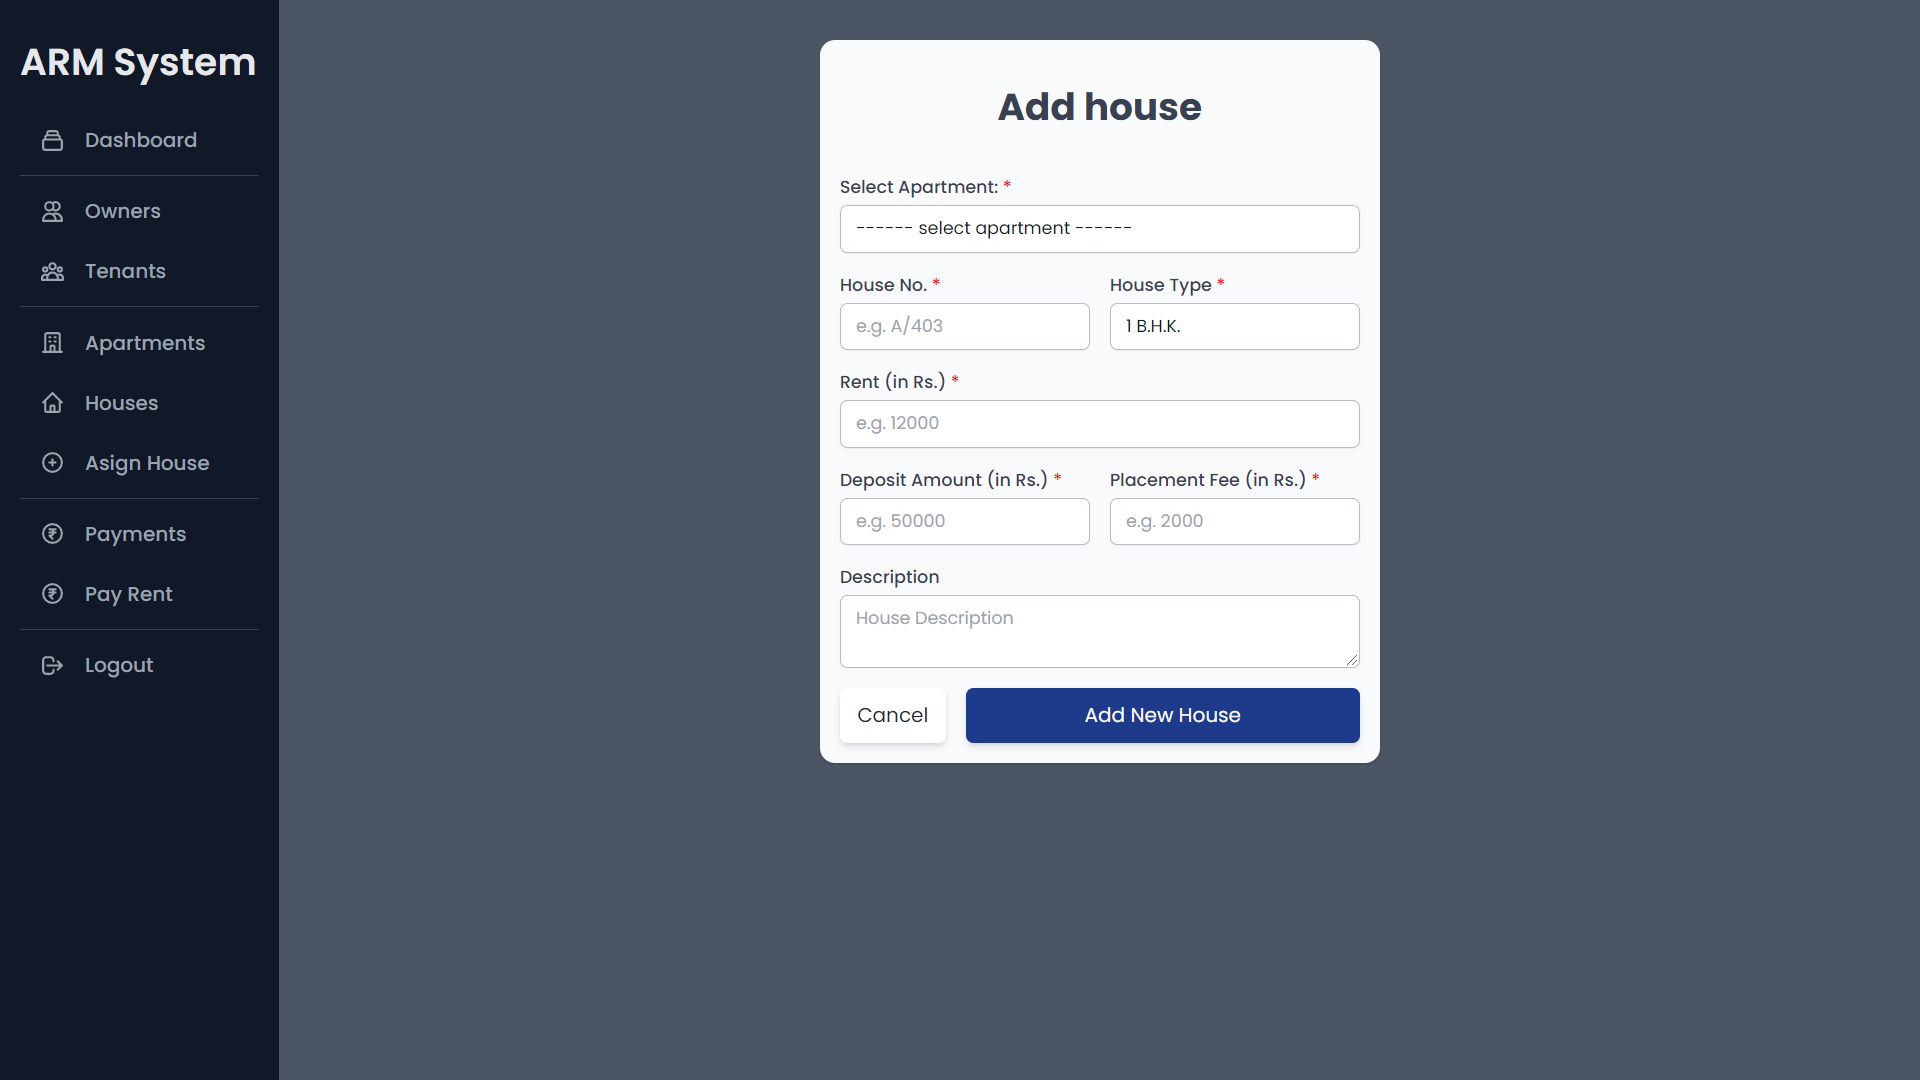 ARM System
Dashboard
Owners
Tenants
Apartments
Houses
Asign House
Payments
Pay Rent
Logout
Add house
Select Apartment: *
------ select apartment ------
House No. * House Type *
e.g. A/403 1 B.H.K.
Rent (in Rs.) *
e.g. 12000
Deposit Amount (in Rs.) * Placement Fee (in Rs.) *
e.g. 50000 e.g. 2000
Description
House Description
Cancel Add New House